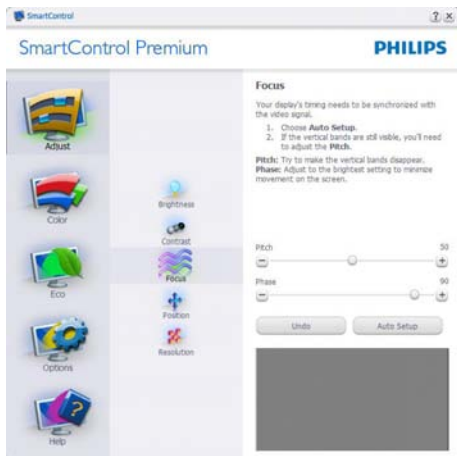 SmartControl
SmartControl Premium
PHILIPS
Adjust
Color
Eco
Options
Help
Brightness
Contrast
Focus
Position
Resolution
Focus
Your display's timing needs to be synchronized with
the video signal.
1. Choose Auto Setup.
2. If the vertical bands are still visible, you'll need
to adjust the Pitch.
Pitch: Try to make the vertical bands disappear.
Phase: Adjust to the brightest setting to minimize
movement on the screen.
Pitch 50
Phase 90
Undo Auto Setup